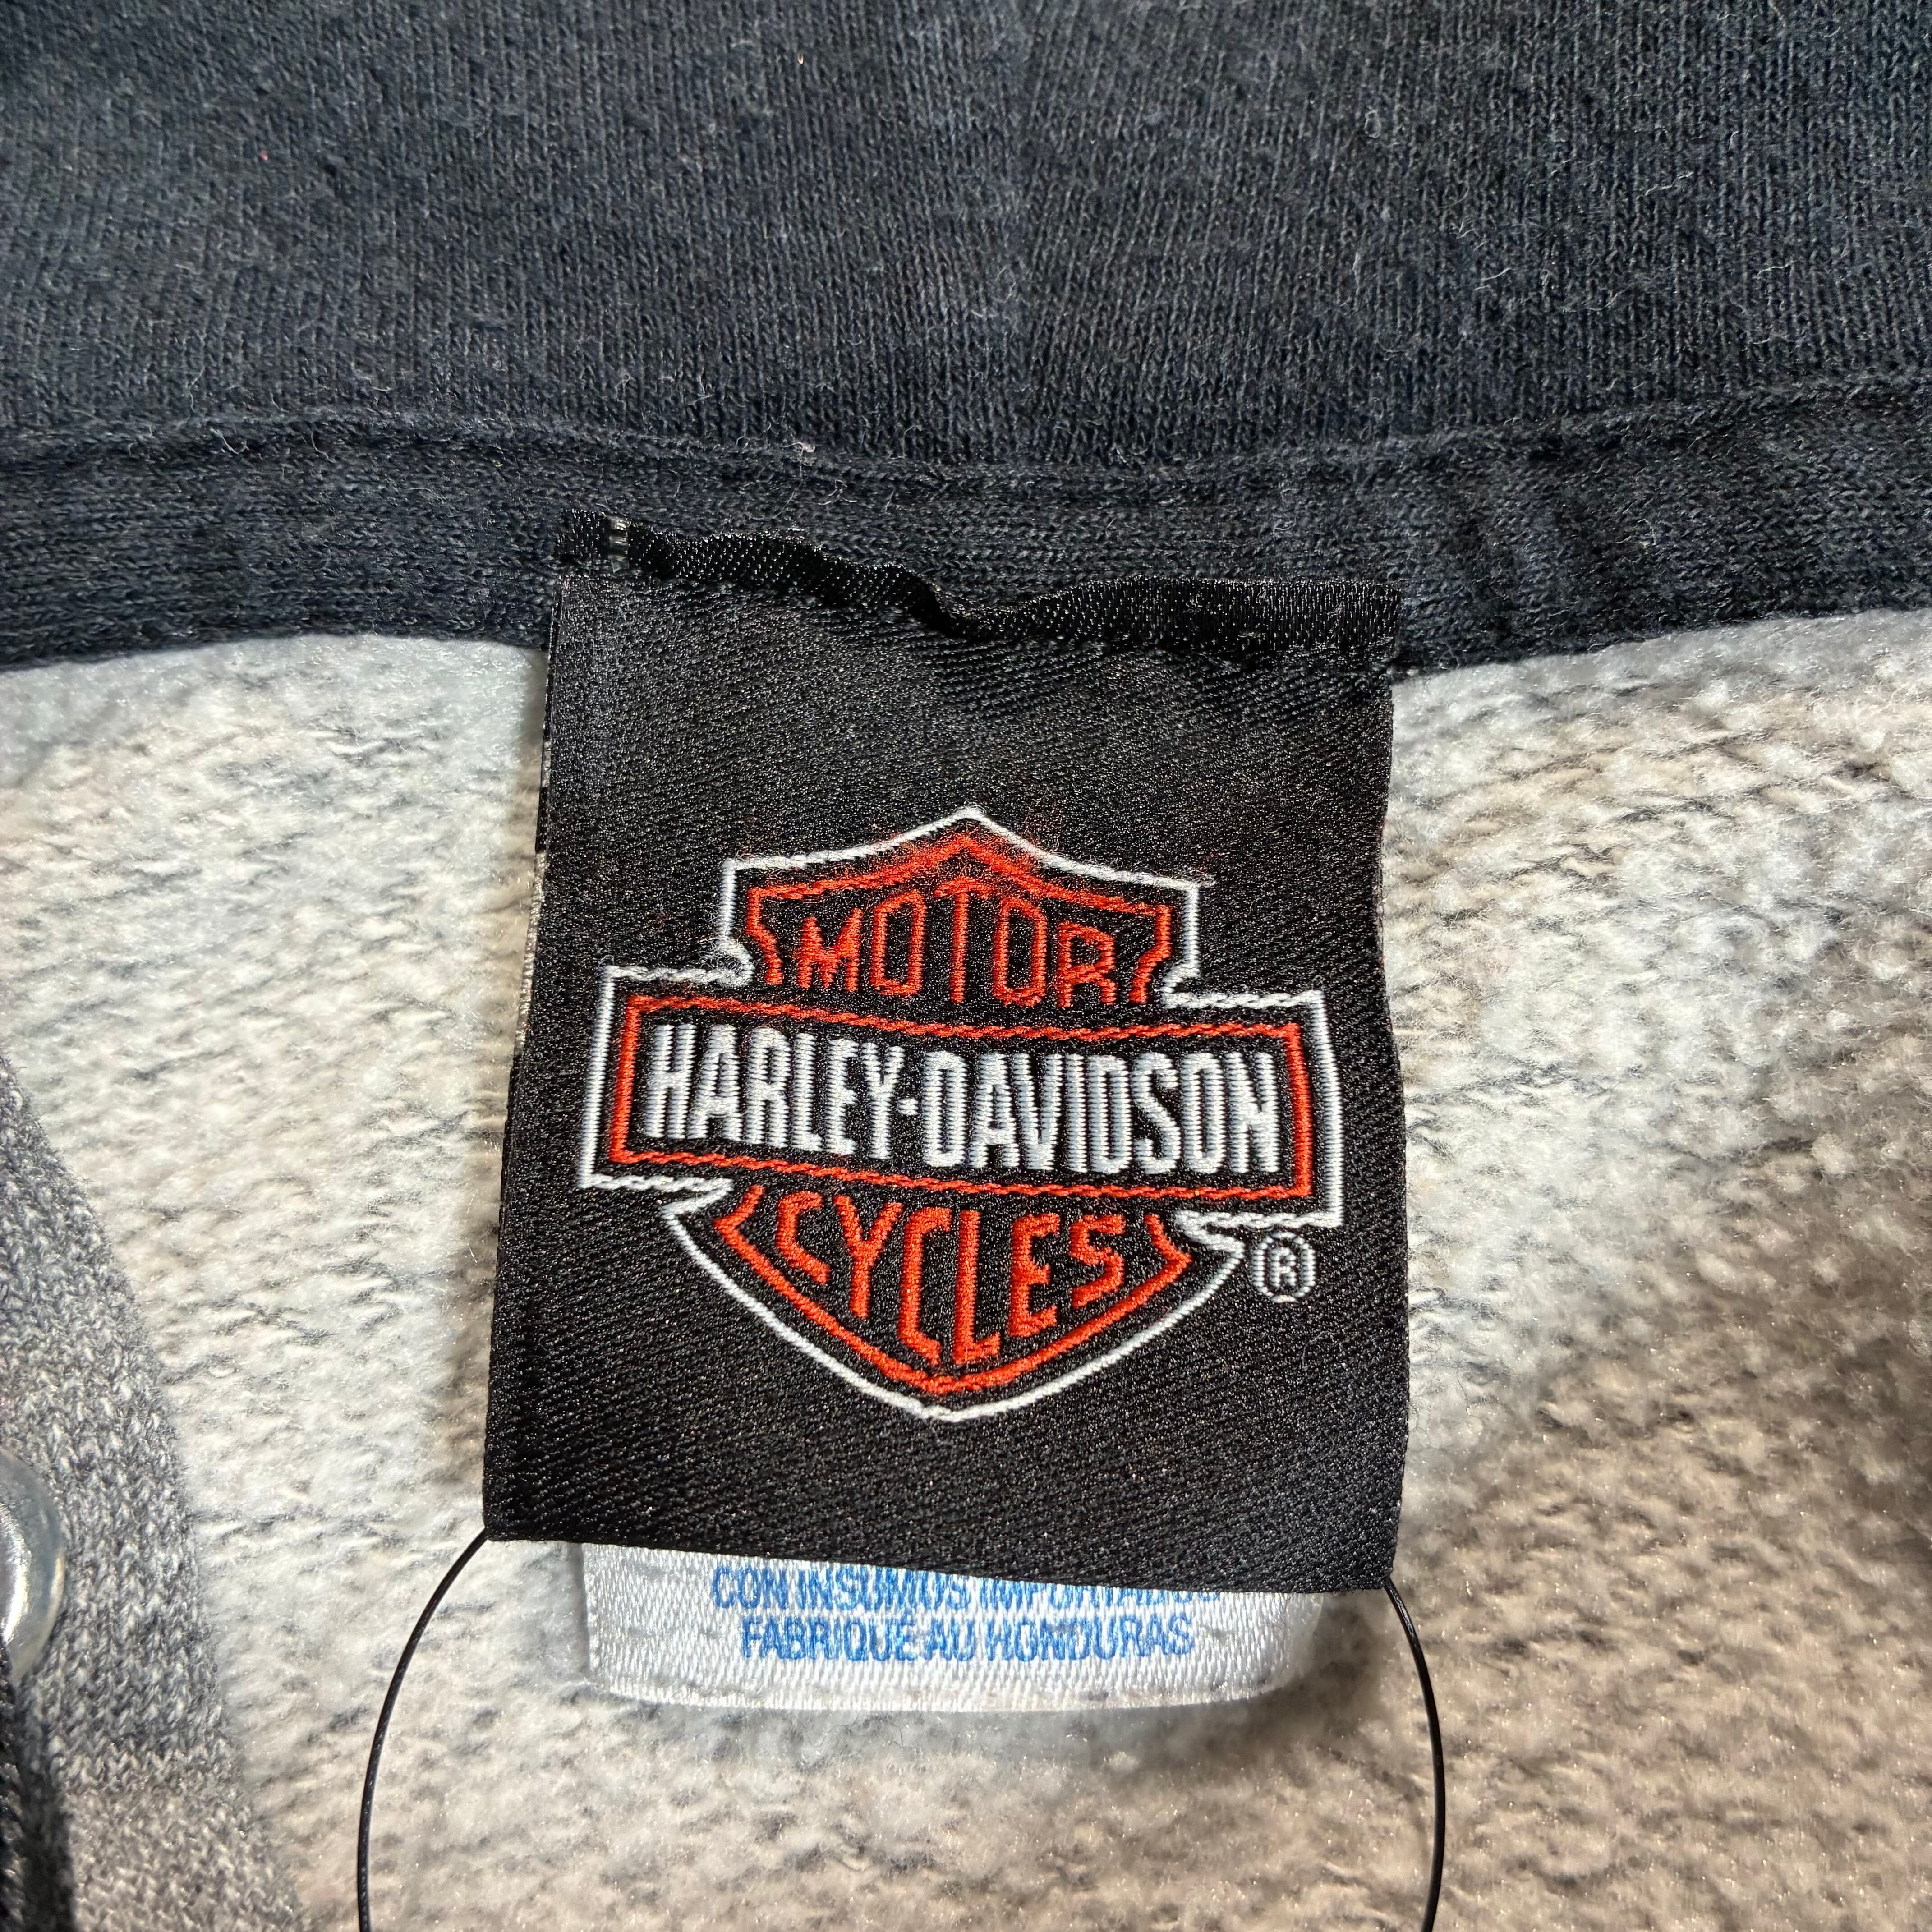 MOTOR
HARLEY-DAVIDSON
CYCLES
®
CON INSUMOS IMPORTADOS
FABRIQUÉ AU HONDURAS